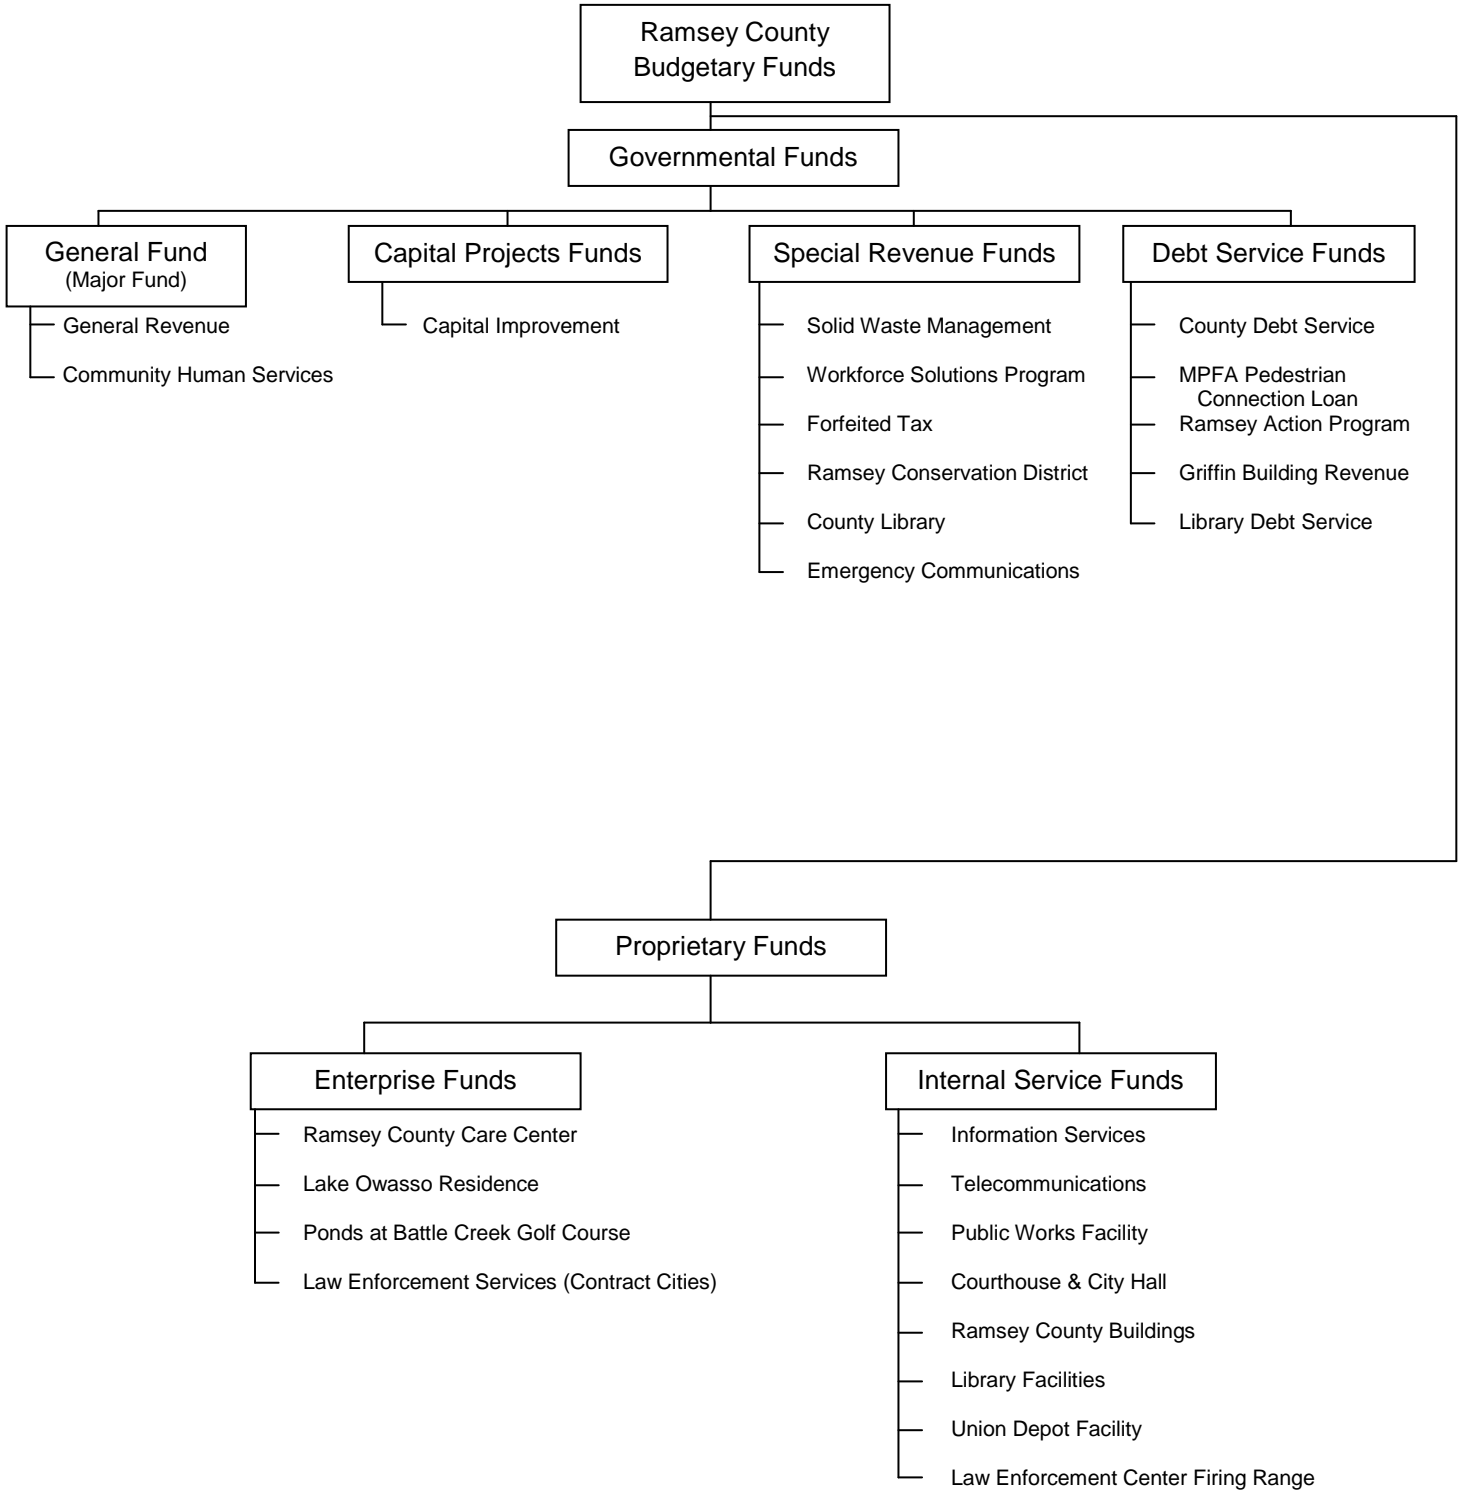 Ramsey County
Budgetary Funds
Governmental Funds
General Fund
(Major Fund)
General Revenue
Community Human Services
Capital Projects Funds
Capital Improvement
Special Revenue Funds
Solid Waste Management
Workforce Solutions Program
Forfeited Tax
Ramsey Conservation District
County Library
Emergency Communications
Debt Service Funds
County Debt Service
MPFA Pedestrian
Connection Loan
Ramsey Action Program
Griffin Building Revenue
Library Debt Service
Proprietary Funds
Enterprise Funds
Ramsey County Care Center
Lake Owasso Residence
Ponds at Battle Creek Golf Course
Law Enforcement Services (Contract Cities)
Internal Service Funds
Information Services
Telecommunications
Public Works Facility
Courthouse & City Hall
Ramsey County Buildings
Library Facilities
Union Depot Facility
Law Enforcement Center Firing Range